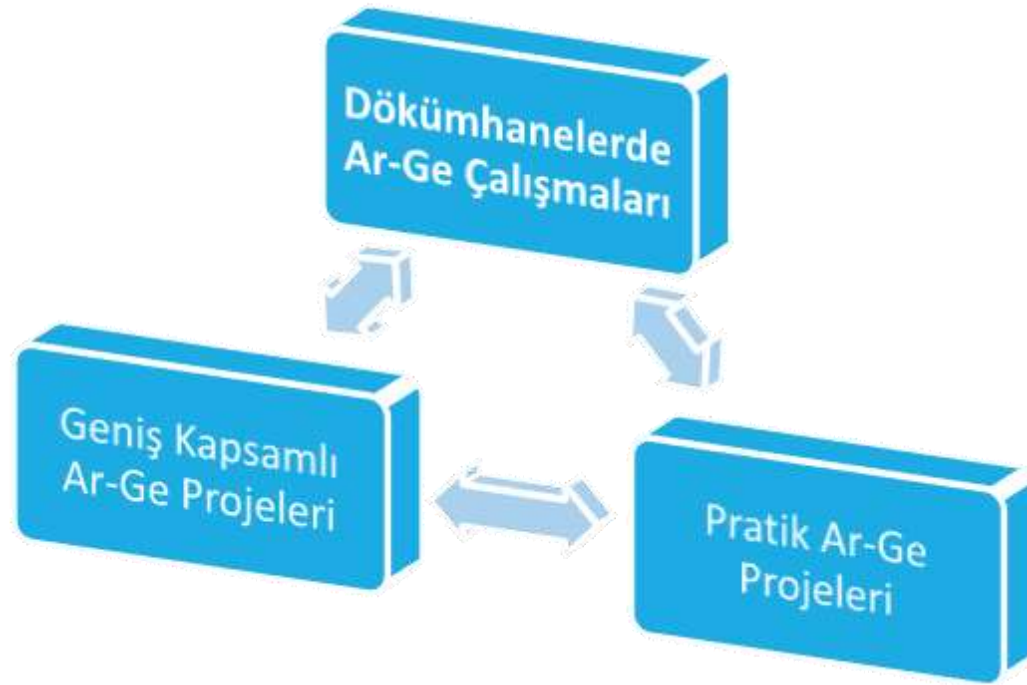 Dökümhanelerde
Ar-Ge Çalışmaları
Geniş Kapsamlı
Ar-Ge Projeleri
Pratik Ar-Ge
Projeleri